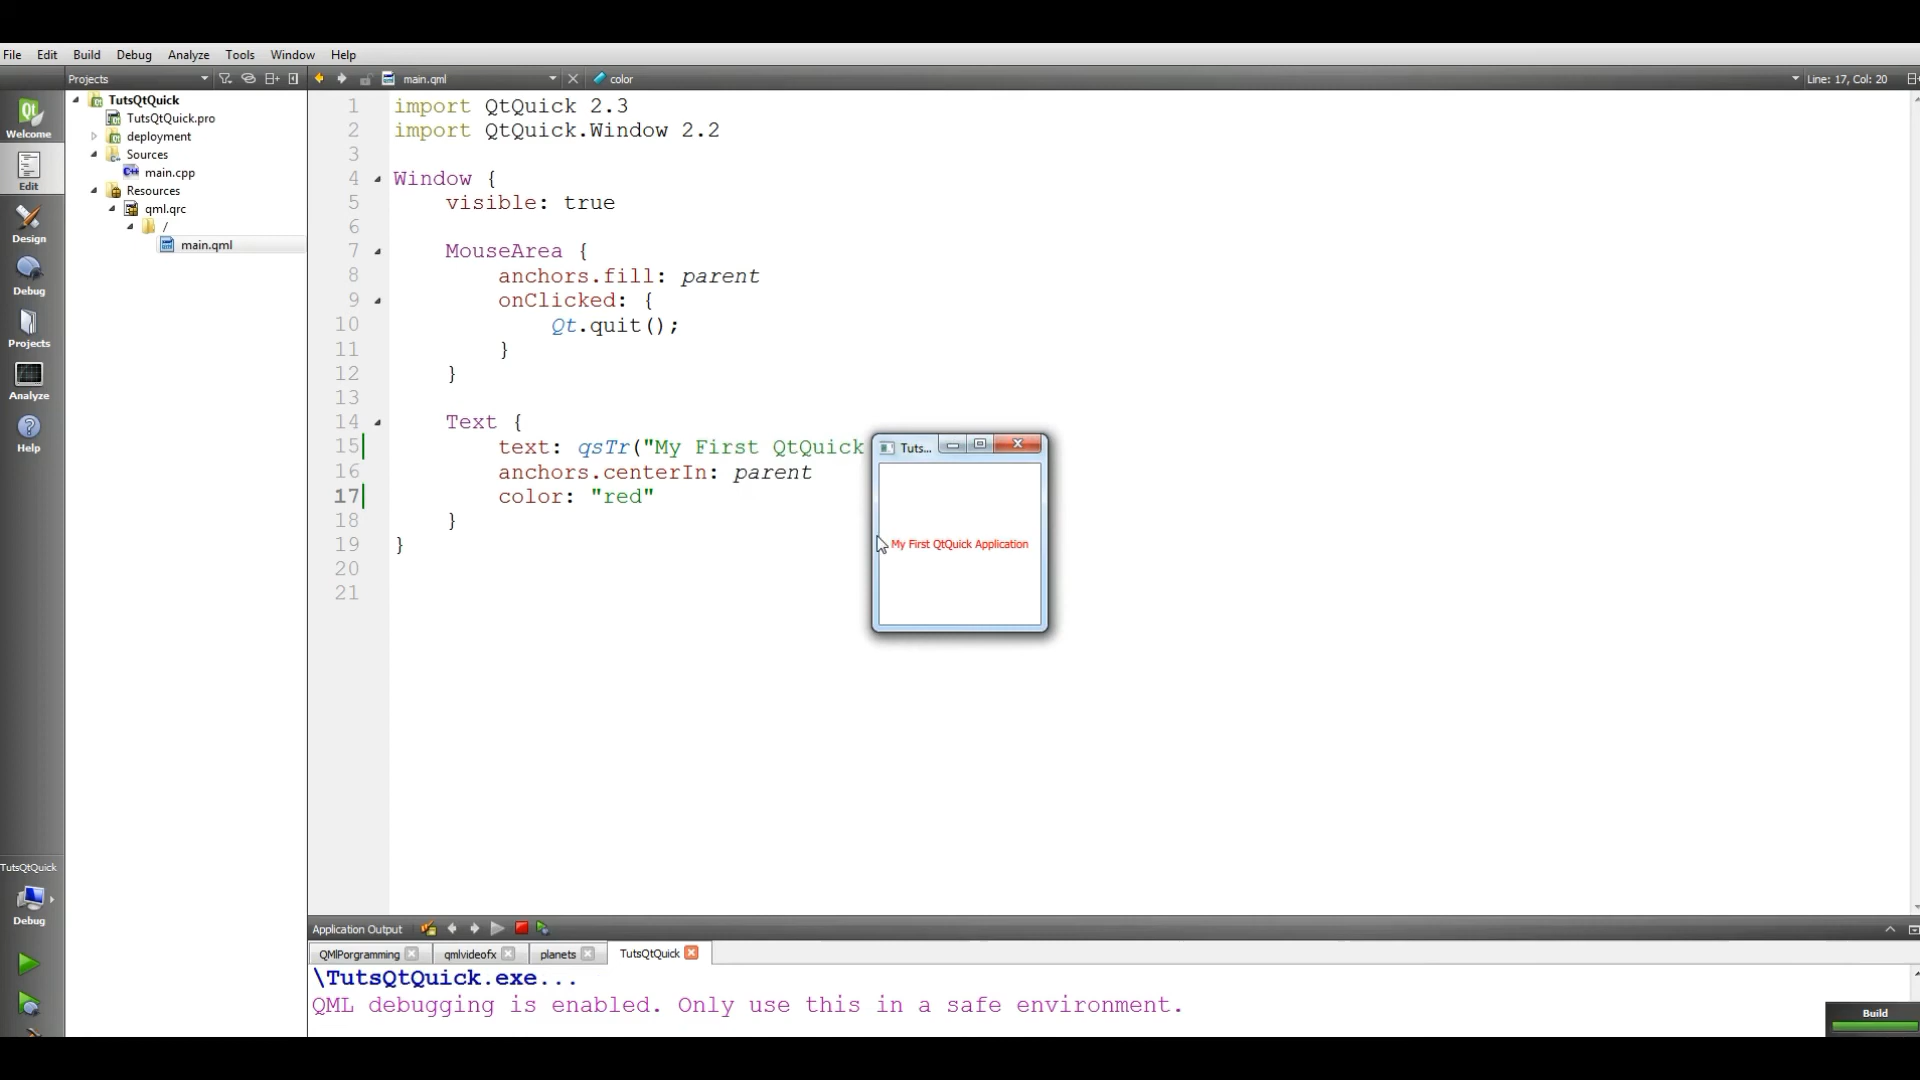 File Edit Build Debug Analyze Tools Window Help
Projects main.qml color Line: 17, Col: 20
Welcome
Edit
Design
Debug
Projects
Analyze
Help
TutsQtQuick
Debug
TutsQtQuick
TutsQtQuick.pro
deployment
Sources
main.cpp
Resources
qml.qrc
/
main.qml
1 import QtQuick 2.3
2 import QtQuick.Window 2.2
3
4 Window {
5 visible: true
6
7 MouseArea {
8 anchors.fill: parent
9 onClicked: {
10 Qt.quit();
11 }
12 }
13
14 Text {
15 text: qsTr("My First QtQuick
16 anchors.centerIn: parent
17 color: "red"
18 }
19 }
20
21
Tuts...
My First QtQuick Application
Application Output
QMlPorgramming qmlvideofx planets TutsQtQuick
\TutsQtQuick.exe...
QML debugging is enabled. Only use this in a safe environment.
Build